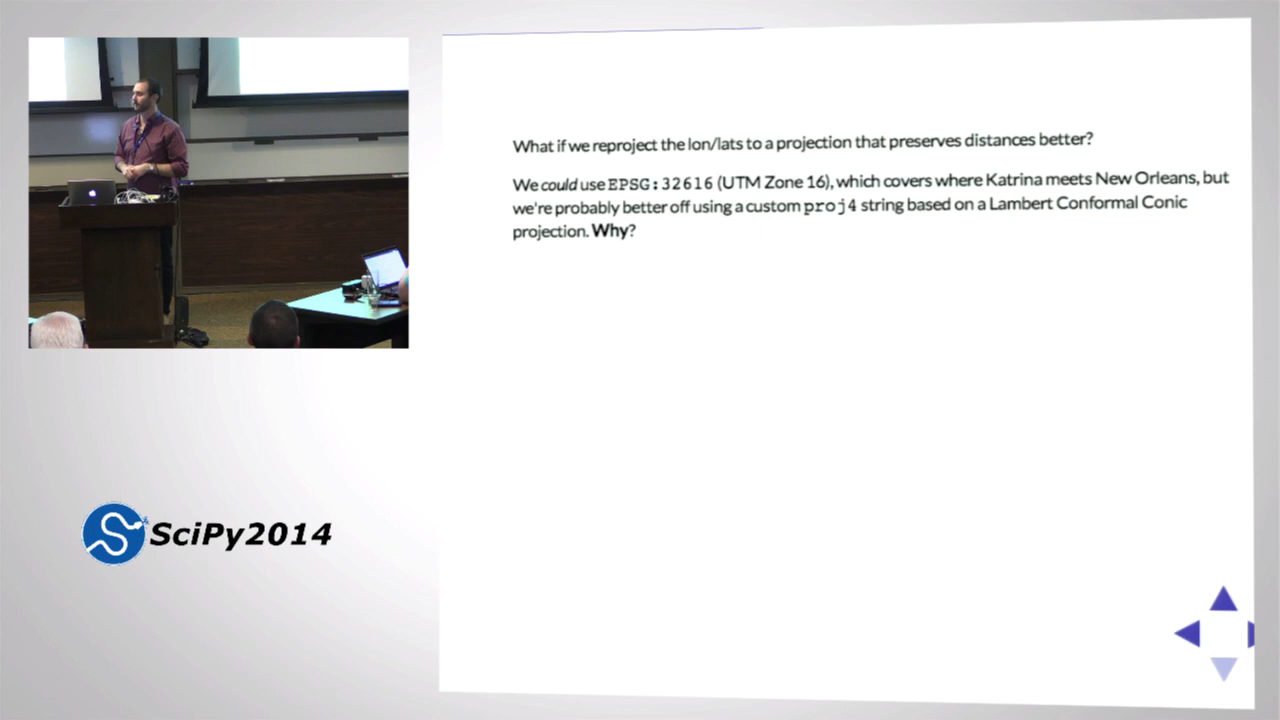 What if we reproject the lon/lats to a projection that preserves distances better?
We could use EPSG:32616 (UTM Zone 16), which covers where Katrina meets New Orleans, but
we're probably better off using a custom proj4 string based on a Lambert Conformal Conic
projection. Why?
SciPy2014